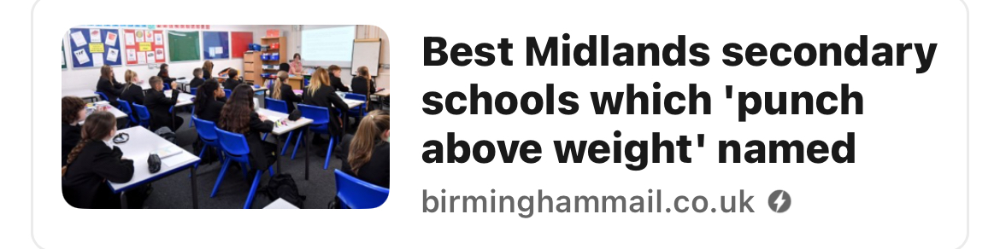 Best Midlands secondary
schools which 'punch
above weight' named
birminghammail.co.uk